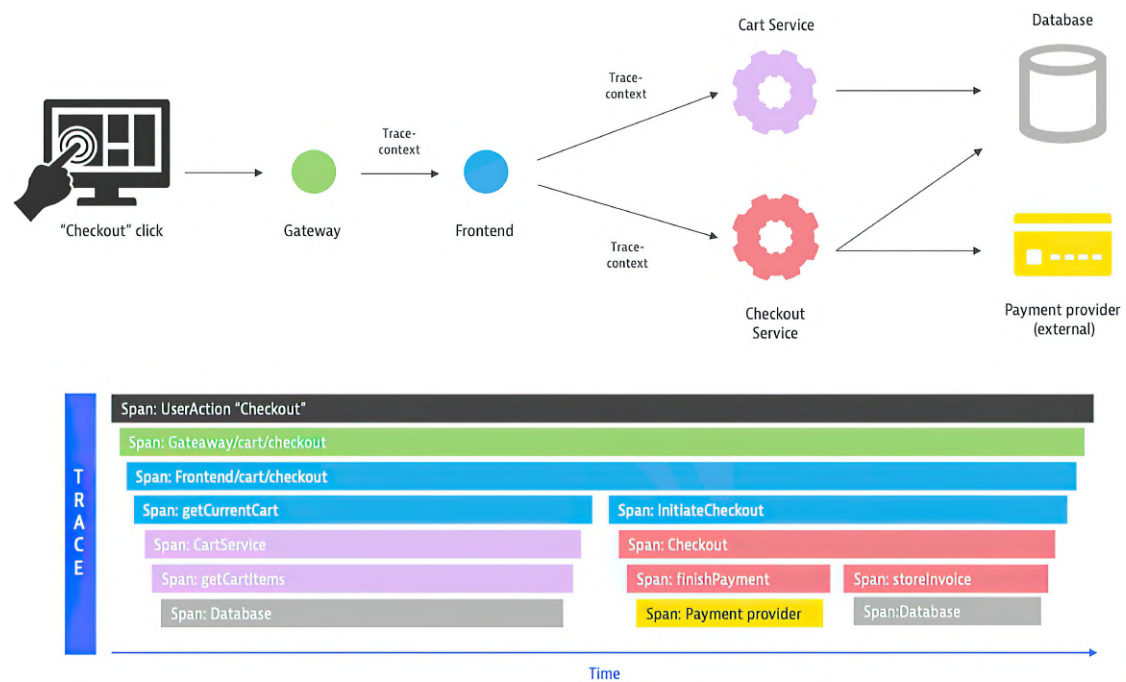 Cart Service
Database
Trace-
context
Trace-
context
"Checkout" click
Gateway
Frontend
Trace-
context
Checkout
Service
Payment provider
(external)
TRACE
Span: UserAction "Checkout"
Span: Gateaway/cart/checkout
Span: Frontend/cart/checkout
Span: getCurrentCart
Span: InitiateCheckout
Span: CartService
Span: Checkout
Span: getCartItems
Span: finishPayment
Span: storeInvoice
Span: Database
Span: Payment provider
Span:Database
Time